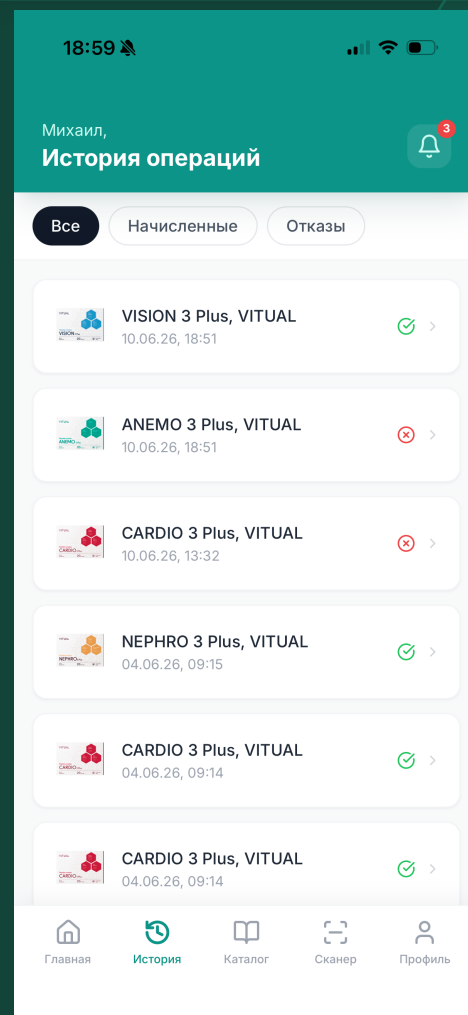 18:59
Михаил,
История операций
3
Все
Начисленные
Отказы
VISION 3 Plus, VITUAL
10.06.26, 18:51
ANEMO 3 Plus, VITUAL
10.06.26, 18:51
CARDIO 3 Plus, VITUAL
10.06.26, 13:32
NEPHRO 3 Plus, VITUAL
04.06.26, 09:15
CARDIO 3 Plus, VITUAL
04.06.26, 09:14
CARDIO 3 Plus, VITUAL
04.06.26, 09:14
Главная
История
Каталог
Сканер
Профиль